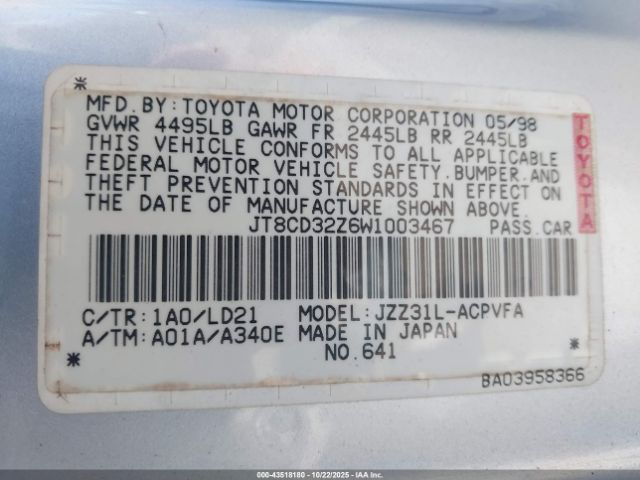 MFD. BY: TOYOTA MOTOR CORPORATION 05/98
GVWR 4495LB GAWR FR 2445LB RR 2445LB
THIS VEHICLE CONFORMS TO ALL APPLICABLE
FEDERAL MOTOR VEHICLE SAFETY. BUMPER. AND
THEFT PREVENTION STANDARDS IN EFFECT ON
THE DATE OF MANUFACTURE SHOWN ABOVE.
JT8CD32Z6W1003467 PASS. CAR
TOYOTA
C/TR: 1A0/LD21 MODEL: JZZ31L-ACPVFA
A/TM: A01A/A340E MADE IN JAPAN
NO. 641
BA03958366
000-43518180 - 10/22/2025 - IAA Inc.